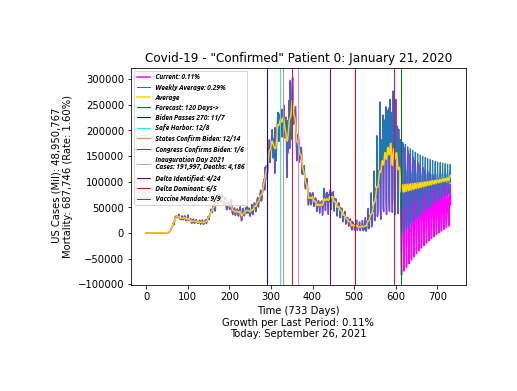 Covid-19 - "Confirmed" Patient 0: January 21, 2020
US Cases (Mil): 48,950,767
Mortality: 687,746 (Rate: 1.60%)
300000
250000
200000
150000
100000
50000
0
−50000
−100000
Current: 0.11%
Weekly Average: 0.29%
Average
Forecast: 120 Days->
Biden Passes 270: 11/7
Safe Harbor: 12/8
States Confirm Biden: 12/14
Congress Confirms Biden: 1/6
Inauguration Day 2021
Cases: 191,997, Deaths: 4,186
Delta Identified: 4/24
Delta Dominant: 6/5
Vaccine Mandate: 9/9
0 100 200 300 400 500 600 700
Time (733 Days)
Growth per Last Period: 0.11%
Today: September 26, 2021